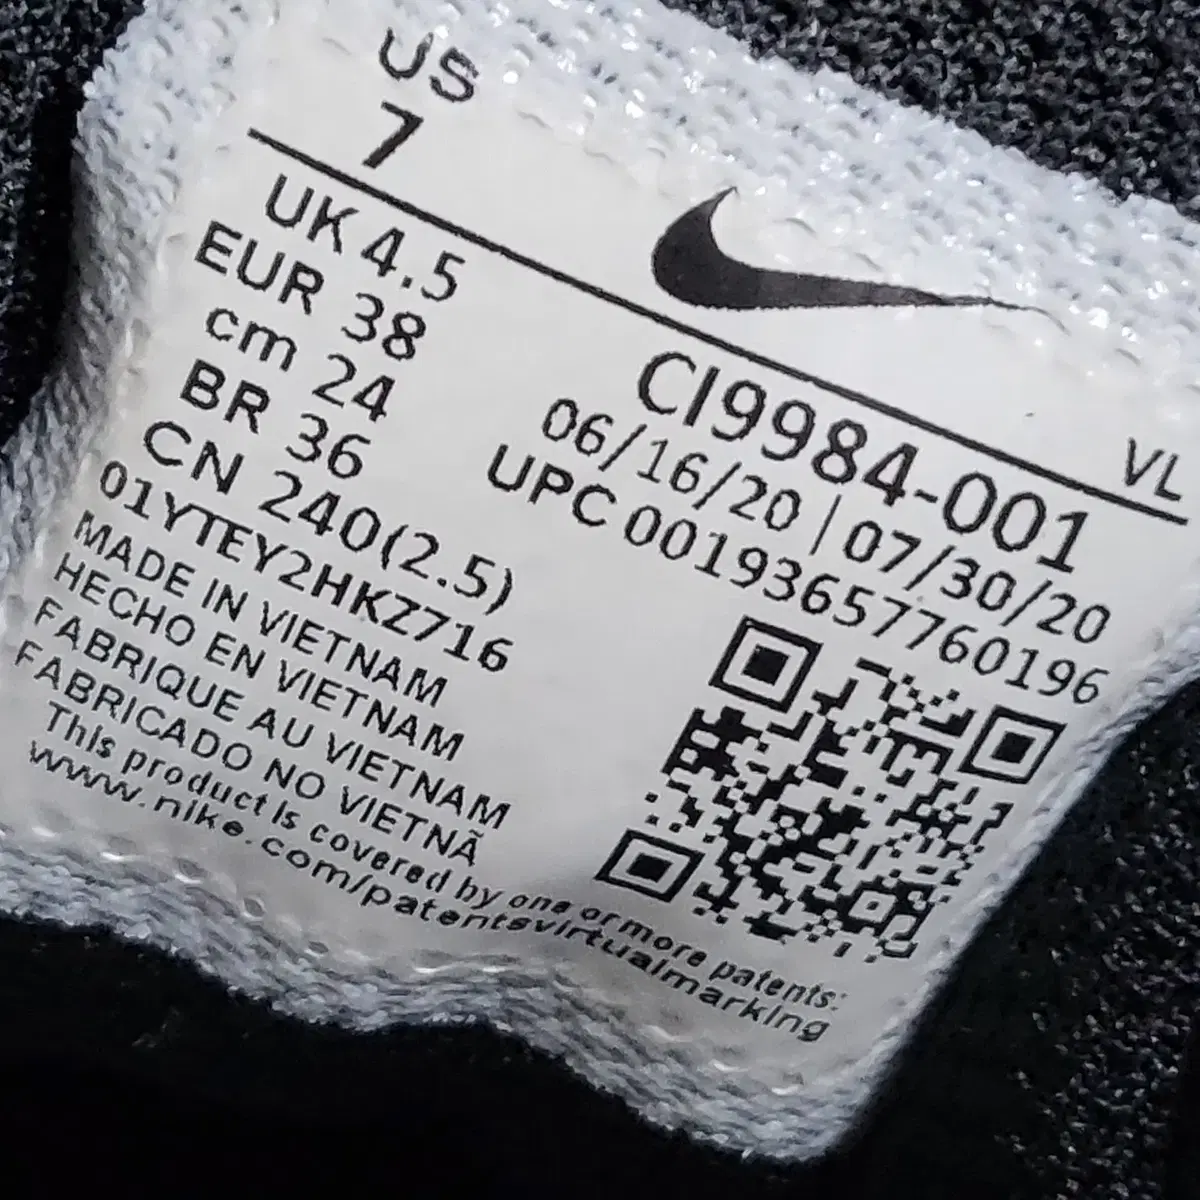 US
7
UK 4.5
EUR 38
cm 24
BR 36
CN 240(2.5)
01YTEY2HKZ716
MADE IN VIETNAM
HECHO EN VIETNAM
FABRIQUE AU VIETNAM
FABRICADO NO VIETNÃ
This product is covered by one or more patents:
www.nike.com/patentsvirtualmarking
VL
CI9984-001
06/16/20 | 07/30/20
UPC 00193657760196